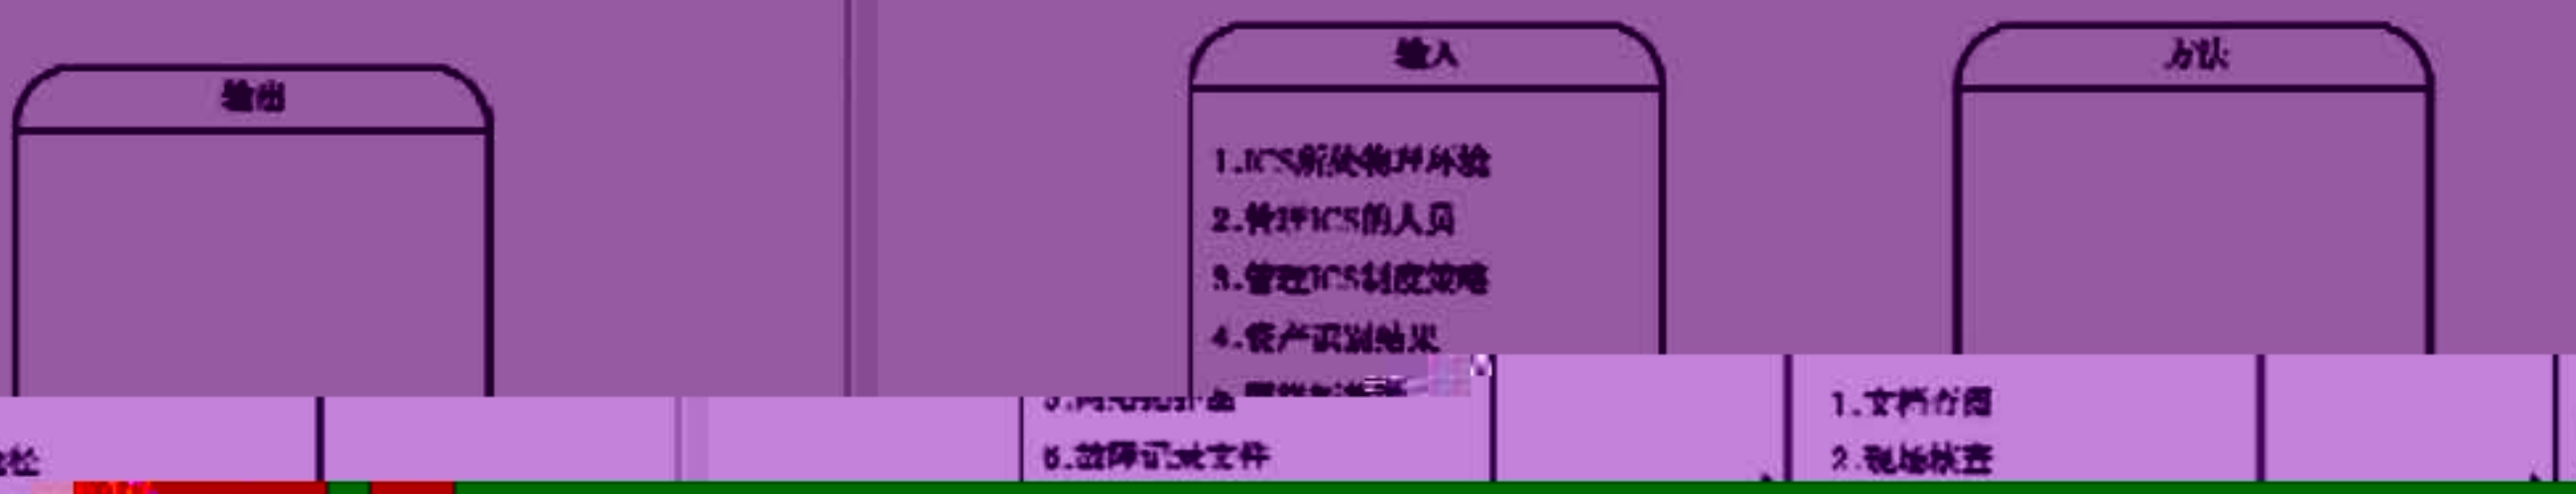 输出
输入
1.ICS所处物理环境
2.管理ICS的人员
3.管理ICS制度策略
4.资产识别结果
6.故障记录文件
方法
1.文档查阅
2.现场核查